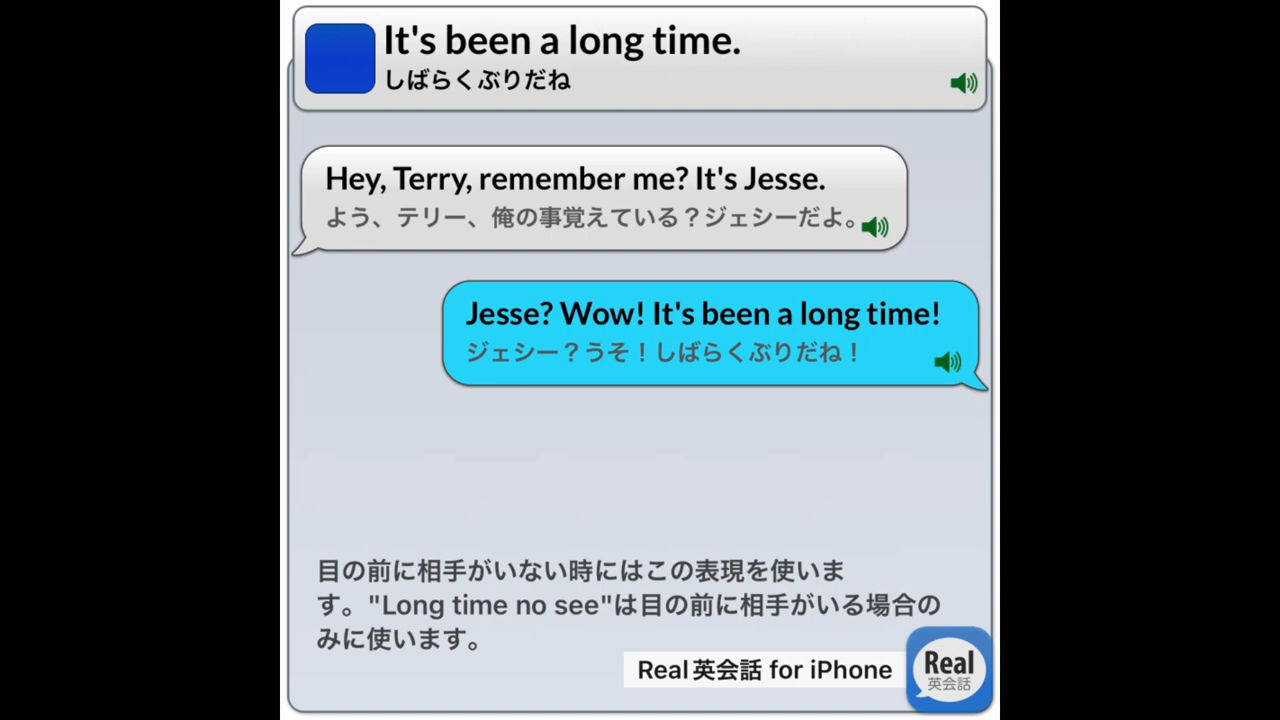 It's been a long time.
しばらくぶりだね
Hey, Terry, remember me? It's Jesse.
よう、テリー、俺の事覚えている？ジェシーだよ。
Jesse? Wow! It's been a long time!
ジェシー？うそ！しばらくぶりだね！
目の前に相手がいない時にはこの表現を使いま
す。"Long time no see"は目の前に相手がいる場合の
みに使います。
Real英会話 for iPhone
Real
英会話